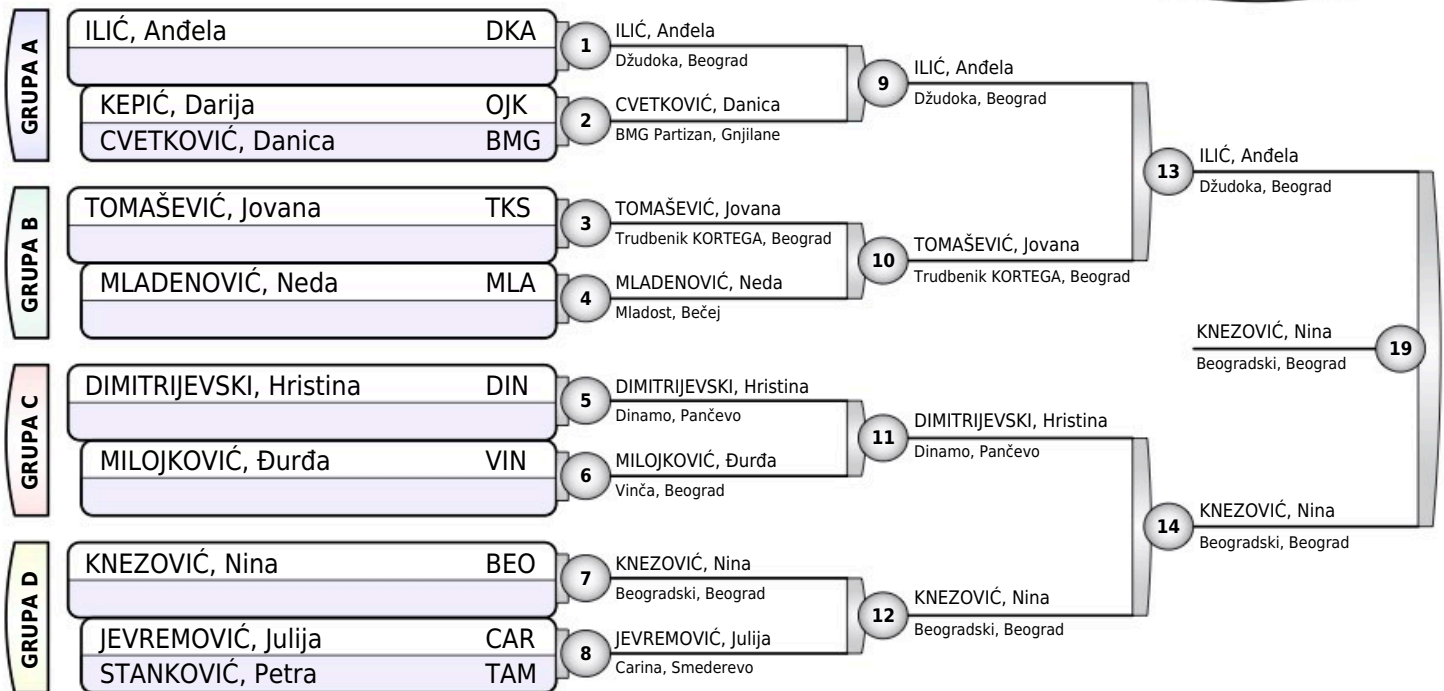 GRUPA A
ILIĆ, Anđela DKA
KEPIĆ, Darija OJK
CVETKOVIĆ, Danica BMG
GRUPA B
TOMAŠEVIĆ, Jovana TKS
MLADENOVIĆ, Neda MLA
GRUPA C
DIMITRIJEVSKI, Hristina DIN
MILOJKOVIĆ, Đurđa VIN
GRUPA D
KNEZOVIĆ, Nina BEO
JEVREMOVIĆ, Julija CAR
STANKOVIĆ, Petra TAM
1
ILIĆ, Anđela
Džudoka, Beograd
2
CVETKOVIĆ, Danica
BMG Partizan, Gnjilane
3
TOMAŠEVIĆ, Jovana
Trudbenik KORTEGA, Beograd
4
MLADENOVIĆ, Neda
Mladost, Bečej
5
DIMITRIJEVSKI, Hristina
Dinamo, Pančevo
6
MILOJKOVIĆ, Đurđa
Vinča, Beograd
7
KNEZOVIĆ, Nina
Beogradski, Beograd
8
JEVREMOVIĆ, Julija
Carina, Smederevo
9
ILIĆ, Anđela
Džudoka, Beograd
10
TOMAŠEVIĆ, Jovana
Trudbenik KORTEGA, Beograd
11
DIMITRIJEVSKI, Hristina
Dinamo, Pančevo
12
KNEZOVIĆ, Nina
Beogradski, Beograd
13
ILIĆ, Anđela
Džudoka, Beograd
14
KNEZOVIĆ, Nina
Beogradski, Beograd
KNEZOVIĆ, Nina
Beogradski, Beograd
19